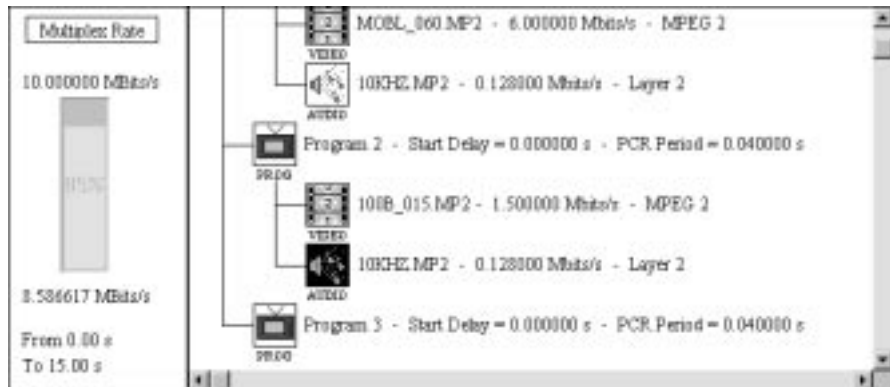 Multiplex Rate
10.000000 MBits/s
8.586617 MBits/s
From 0.00 s
To 15.00 s
MOBL_060.MP2 - 6.000000 Mbits/s - MPEG 2
VIDEO
10KHZ.MP2 - 0.128000 Mbits/s - Layer 2
AUDIO
Program 2 - Start Delay = 0.000000 s - PCR Period = 0.040000 s
PROG
100B_015.MP2 - 1.500000 Mbits/s - MPEG 2
VIDEO
10KHZ.MP2 - 0.128000 Mbits/s - Layer 2
AUDIO
Program 3 - Start Delay = 0.000000 s - PCR Period = 0.040000 s
PROG